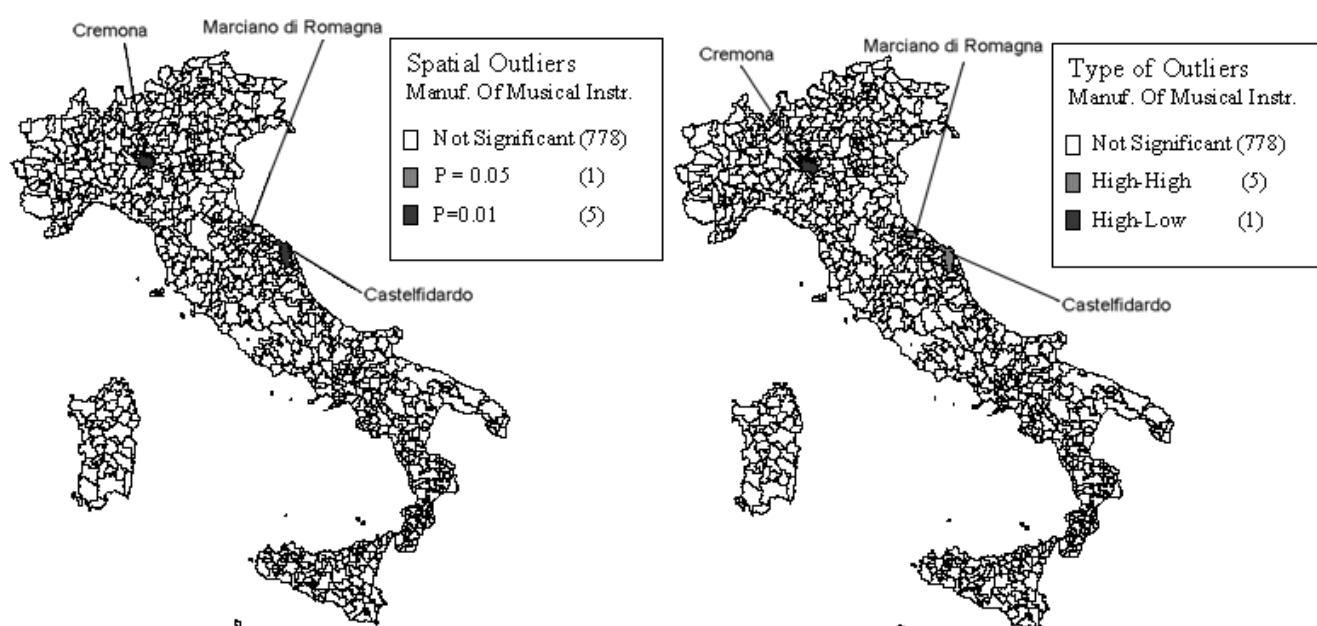 Cremona
Marciano di Romagna
Spatial Outliers
Manuf. Of Musical Instr.
Not Significant (778)
P = 0.05 (1)
P=0.01 (5)
Castelfidardo
Cremona
Marciano di Romagna
Type of Outliers
Manuf. Of Musical Instr.
Not Significant (778)
High-High (5)
High-Low (1)
Castelfidardo